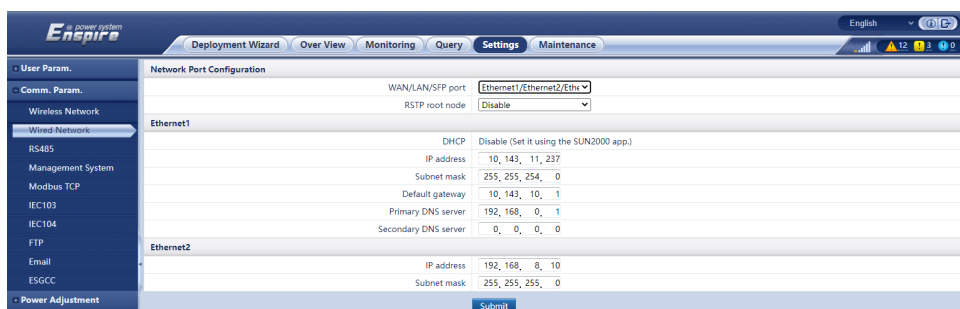 Enspire e power system
English
Deployment Wizard Over View Monitoring Query Settings Maintenance
12 3 0
User Param.
Comm. Param.
Wireless Network
Wired Network
RS485
Management System
Modbus TCP
IEC103
IEC104
FTP
Email
ESGCC
Power Adjustment
Network Port Configuration
WAN/LAN/SFP port Ethernet1/Ethernet2/Ethe
RSTP root node Disable
Ethernet1
DHCP Disable (Set it using the SUN2000 app.)
IP address 10. 143. 11. 237
Subnet mask 255. 255. 254. 0
Default gateway 10. 143. 10. 1
Primary DNS server 192. 168. 0. 1
Secondary DNS server 0. 0. 0. 0
Ethernet2
IP address 192. 168. 8. 10
Subnet mask 255. 255. 255. 0
Submit